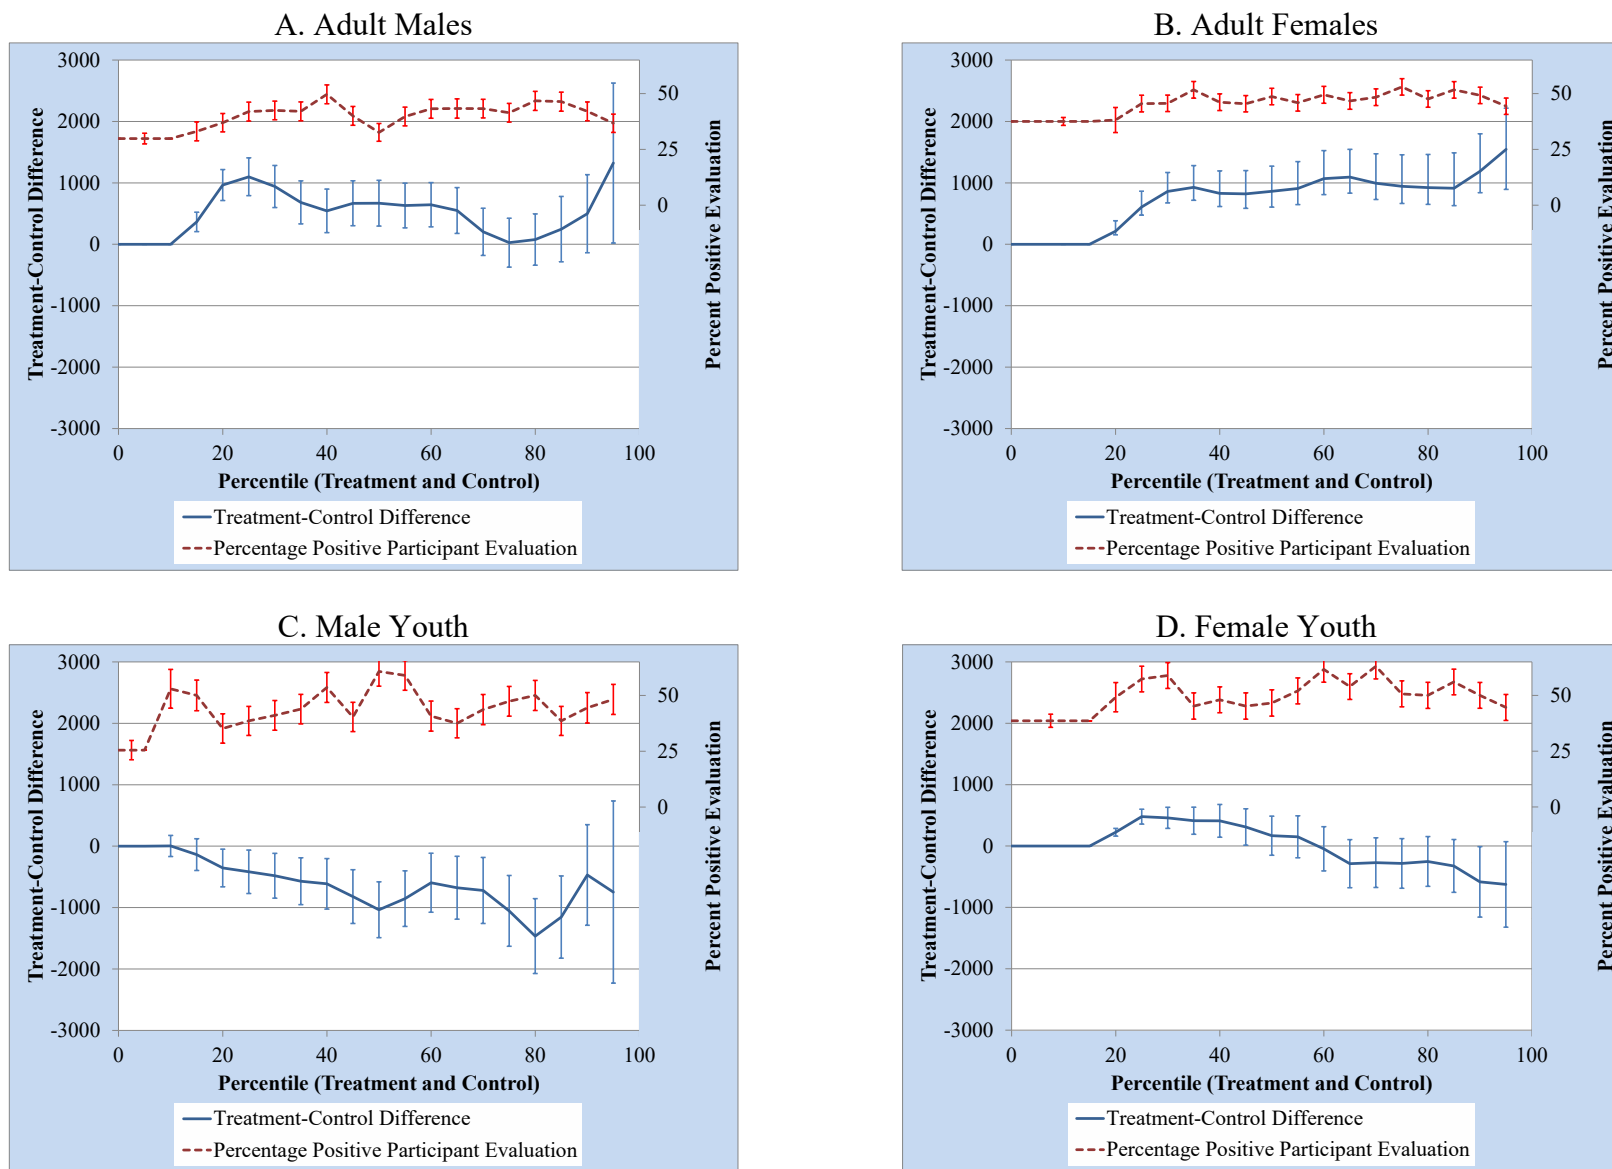 A. Adult Males
3000
2000
1000
0
-1000
-2000
-3000
Treatment-Control Difference
50
25
0
Percent Positive Evaluation
0 20 40 60 80 100
Percentile (Treatment and Control)
Treatment-Control Difference
Percentage Positive Participant Evaluation
B. Adult Females
3000
2000
1000
0
-1000
-2000
-3000
Treatment-Control Difference
50
25
0
Percent Positive Evaluation
0 20 40 60 80 100
Percentile (Treatment and Control)
Treatment-Control Difference
Percentage Positive Participant Evaluation
C. Male Youth
3000
2000
1000
0
-1000
-2000
-3000
Treatment-Control Difference
50
25
0
Percent Positive Evaluation
0 20 40 60 80 100
Percentile (Treatment and Control)
Treatment-Control Difference
Percentage Positive Participant Evaluation
D. Female Youth
3000
2000
1000
0
-1000
-2000
-3000
Treatment-Control Difference
50
25
0
Percent Positive Evaluation
0 20 40 60 80 100
Percentile (Treatment and Control)
Treatment-Control Difference
Percentage Positive Participant Evaluation